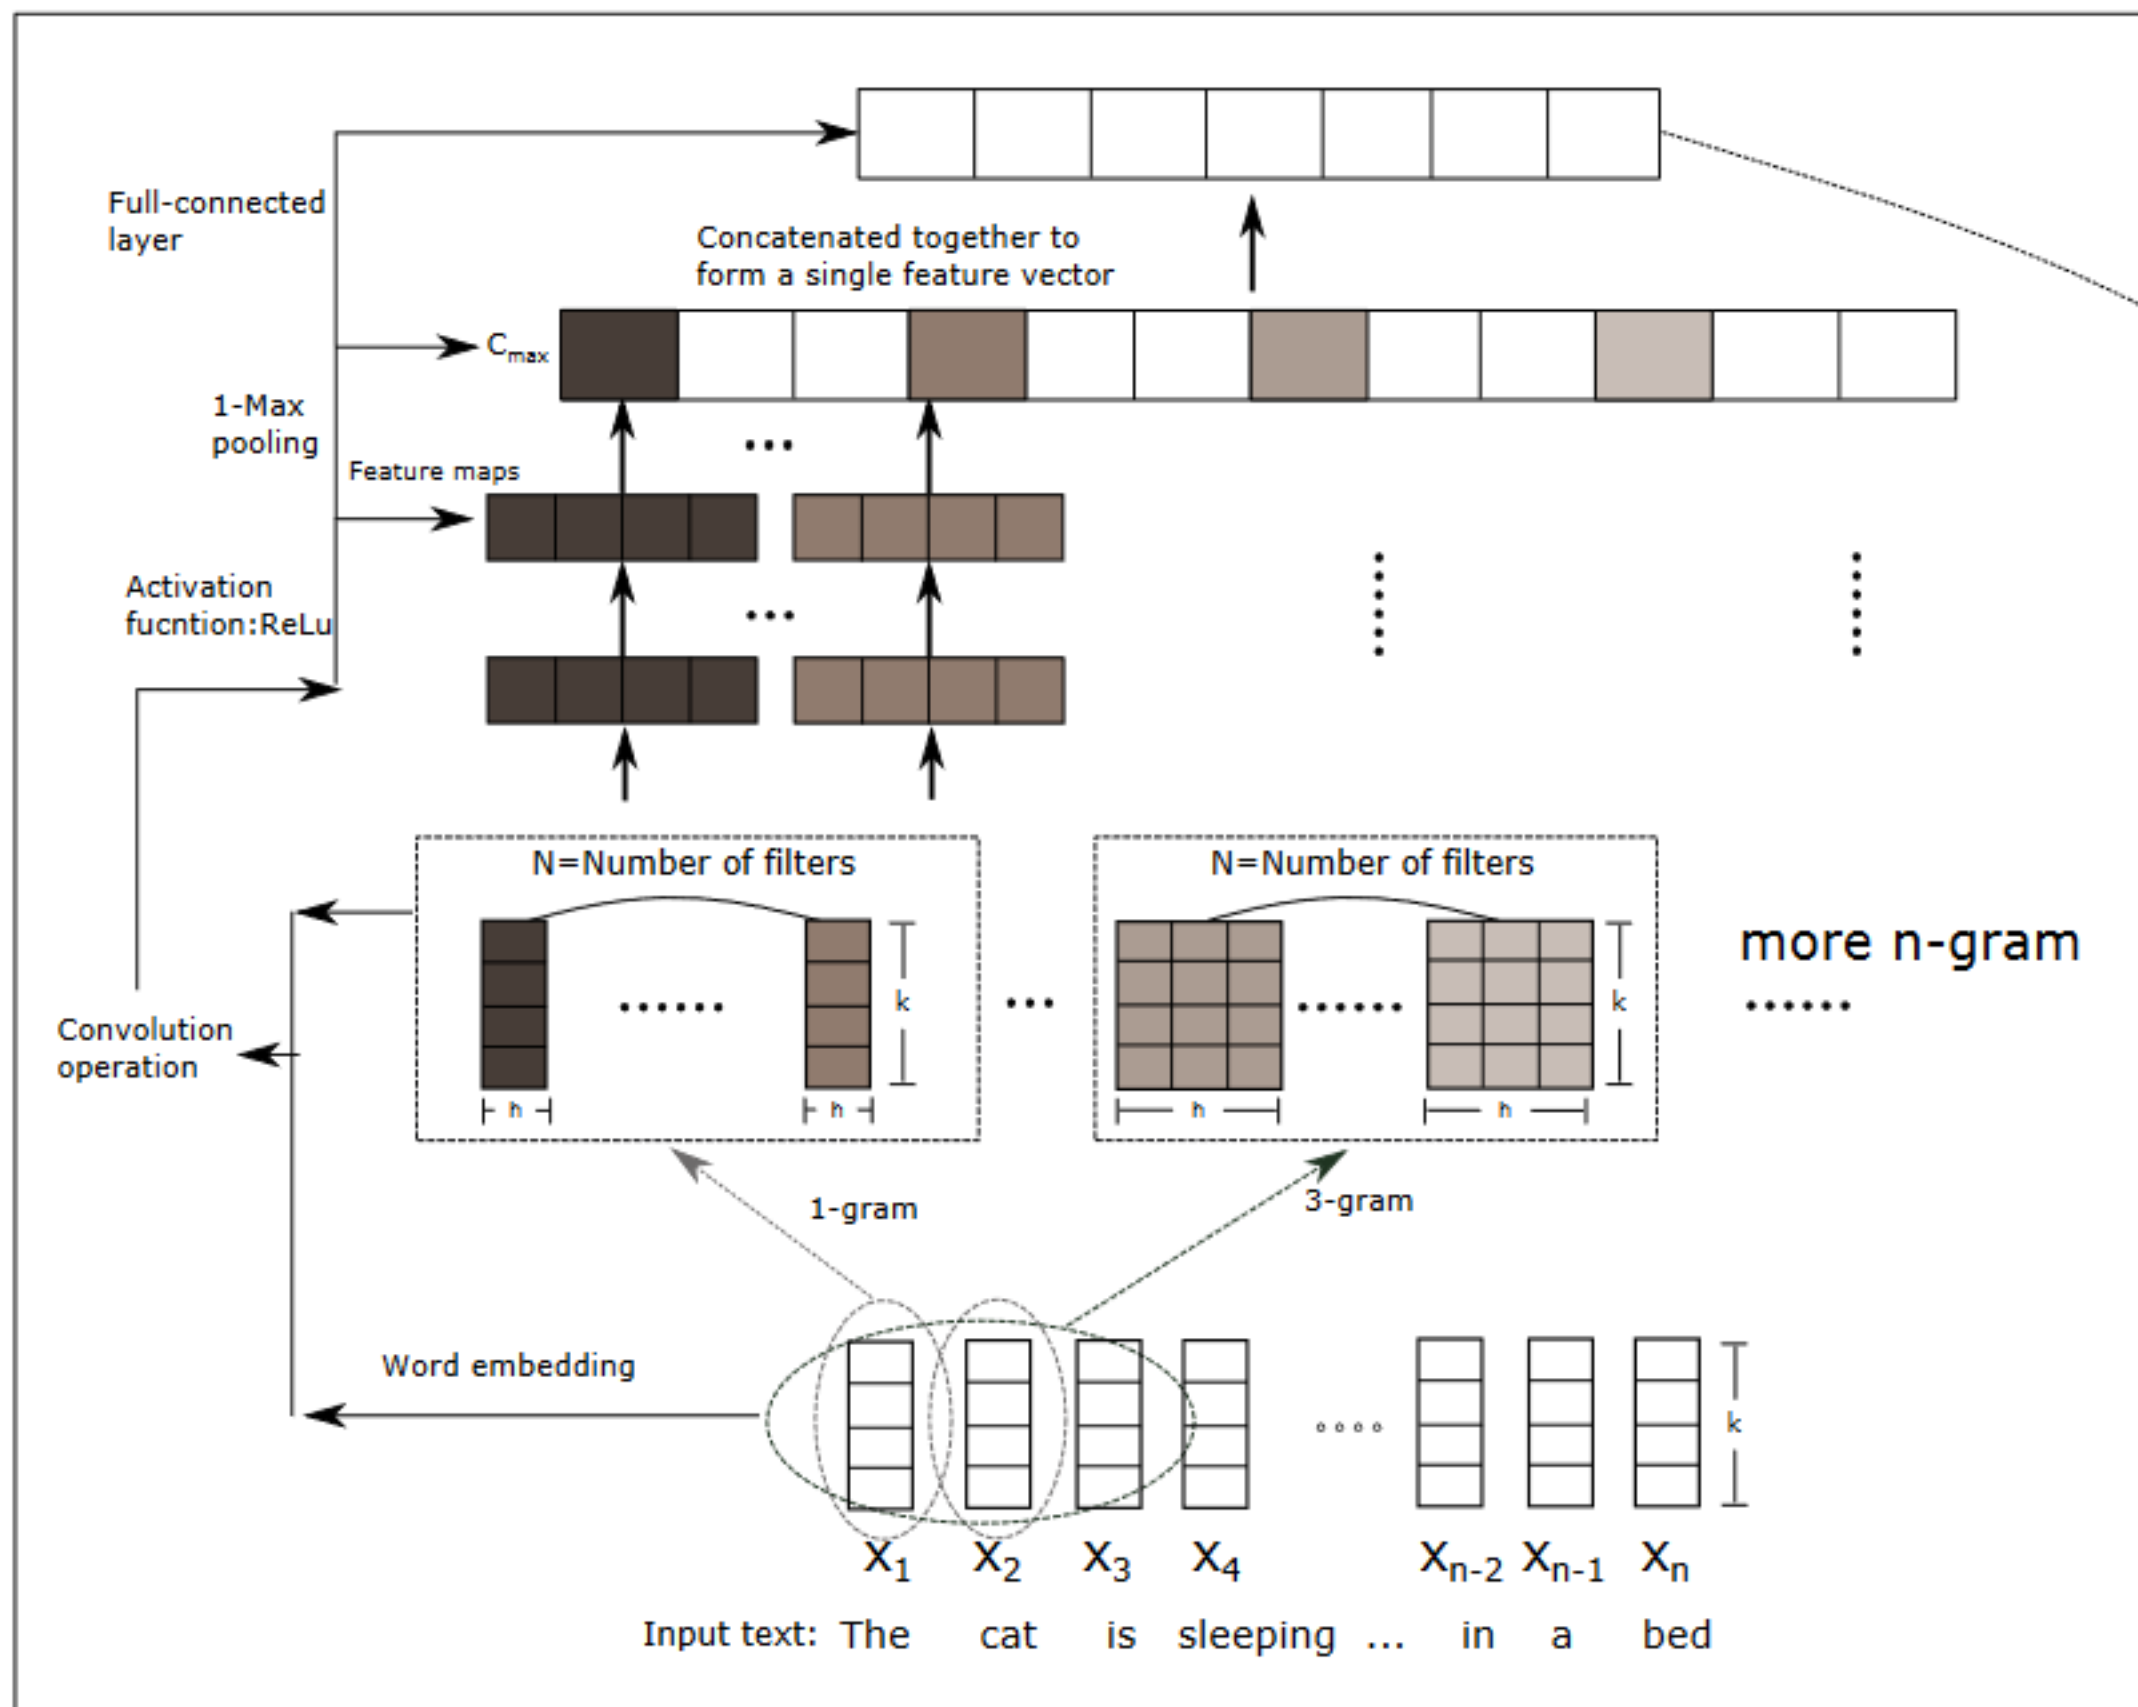 Full-connected
layer
Concatenated together to
form a single feature vector
Cmax
1-Max
pooling
Feature maps
Activation
fucntion:ReLu
N=Number of filters
N=Number of filters
k
k
more n-gram
Convolution
operation
h
h
h
h
1-gram
3-gram
Word embedding
k
X1 X2 X3 X4 Xn-2 Xn-1 Xn
Input text: The cat is sleeping ... in a bed